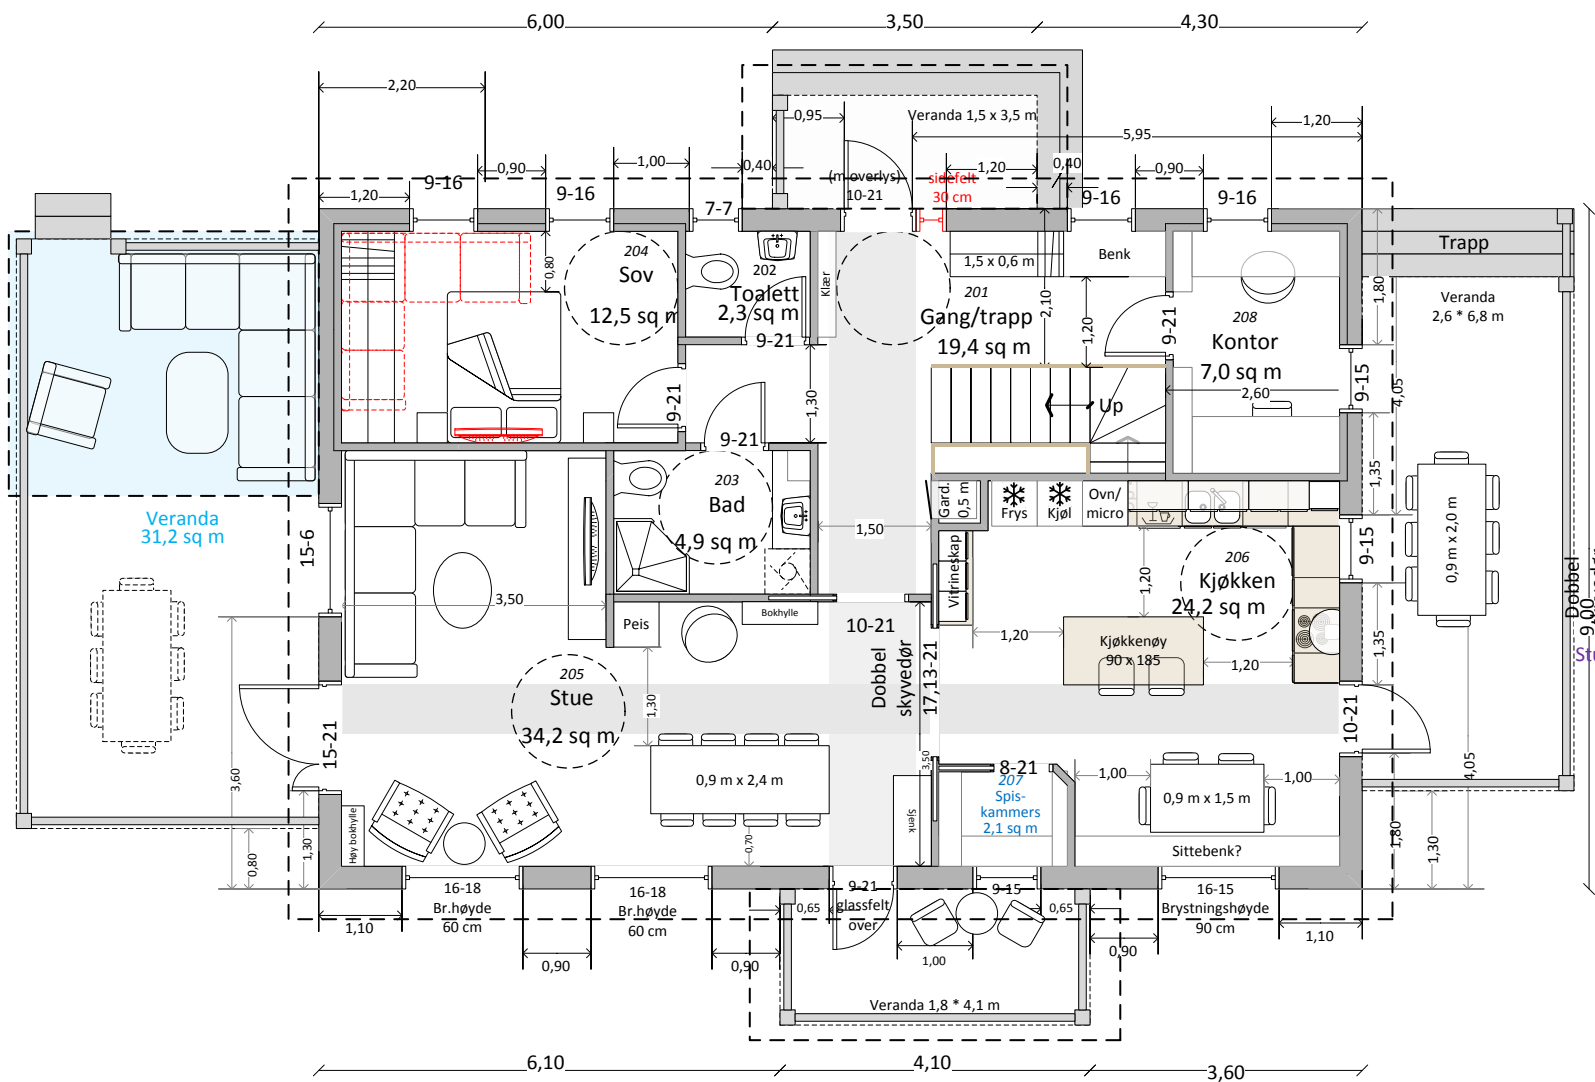 6,00
3,50
4,30
2,20
0,95
Veranda 1,5 x 3,5 m
1,20
5,95
0,90
1,00
0,40
1,20
0,40
0,90
1,20
9-16
9-16
7-7
(m overlys)
10-21
sidefelt
30 cm
9-16
9-16
Trapp
204
Sov
12,5 sq m
0,80
202
Toalett
2,3 sq m
9-21
Klær
1,5 x 0,6 m
Benk
201
Gang/trapp
19,4 sq m
2,10
1,20
9-21
208
Kontor
7,0 sq m
2,60
1,80
Veranda
2,6 * 6,8 m
9-15
4,05
1,35
Up
9-21
1,30
9-21
203
Bad
4,9 sq m
Veranda
31,2 sq m
15-6
3,50
1,50
Gard.
0,5 m
Frys
Kjøl
Ovn/
micro
Vitrineskap
206
Kjøkken
24,2 sq m
1,20
9-15
0,9 m x 2,0 m
Dobbel
9,00
Stu
Peis
Bokhylle
10-21
Dobbel
skyvedør
17,13-21
1,20
Kjøkkenøy
90 x 185
1,20
1,35
205
Stue
34,2 sq m
1,30
15-21
10-21
3,60
0,9 m x 2,4 m
3,50
8-21
207
Spis-
kammers
2,1 sq m
1,00
1,00
0,9 m x 1,5 m
4,05
Høy bokhylle
Sjenk
0,70
Sittebenk?
0,80
1,30
1,80
1,30
16-18
Br.høyde
60 cm
16-18
Br.høyde
60 cm
9-21
glassfelt
over
9-15
16-15
Brystningshøyde
90 cm
1,10
0,65
0,65
0,90
0,90
1,00
0,90
1,10
Veranda 1,8 * 4,1 m
6,10
4,10
3,60